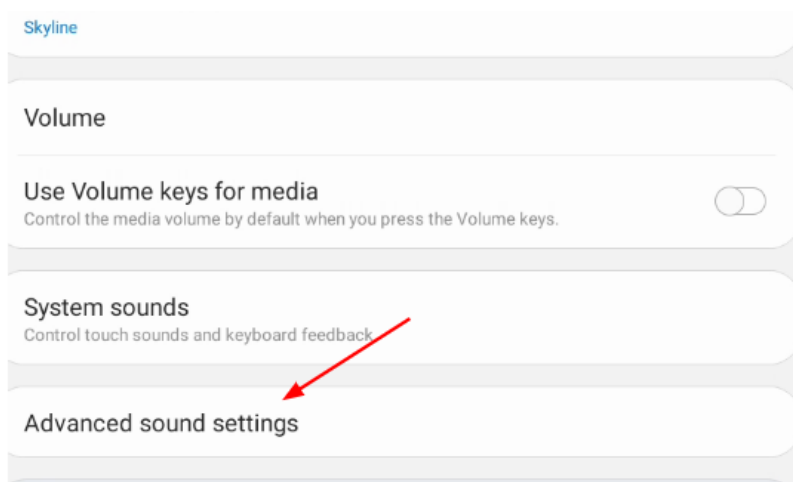 Skyline
Volume
Use Volume keys for media
Control the media volume by default when you press the Volume keys.
System sounds
Control touch sounds and keyboard feedback
Advanced sound settings